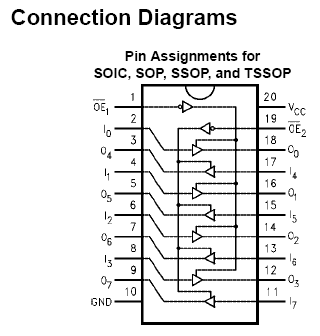 Connection Diagrams
Pin Assignments for
SOIC, SOP, SSOP, and TSSOP
OE1 1 20 VCC
I0 2 19 OE2
O4 3 18 O0
I1 4 17 I4
O5 5 16 O1
I2 6 15 I5
O6 7 14 O2
I3 8 13 I6
O7 9 12 O3
GND 10 11 I7